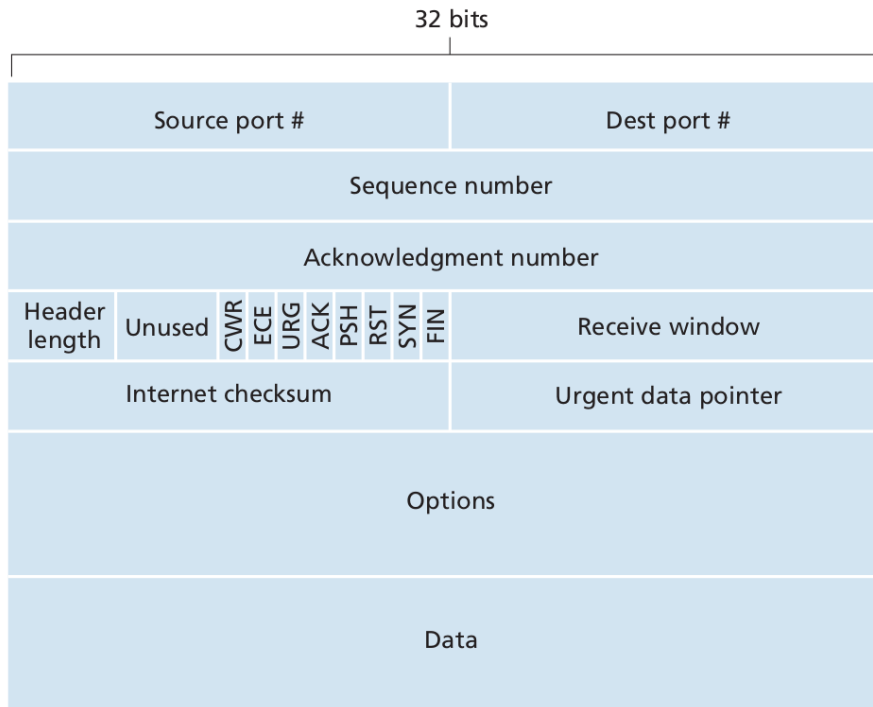 32 bits
Source port #
Dest port #
Sequence number
Acknowledgment number
Header
length
Unused
CWR
ECE
URG
ACK
PSH
RST
SYN
FIN
Receive window
Internet checksum
Urgent data pointer
Options
Data